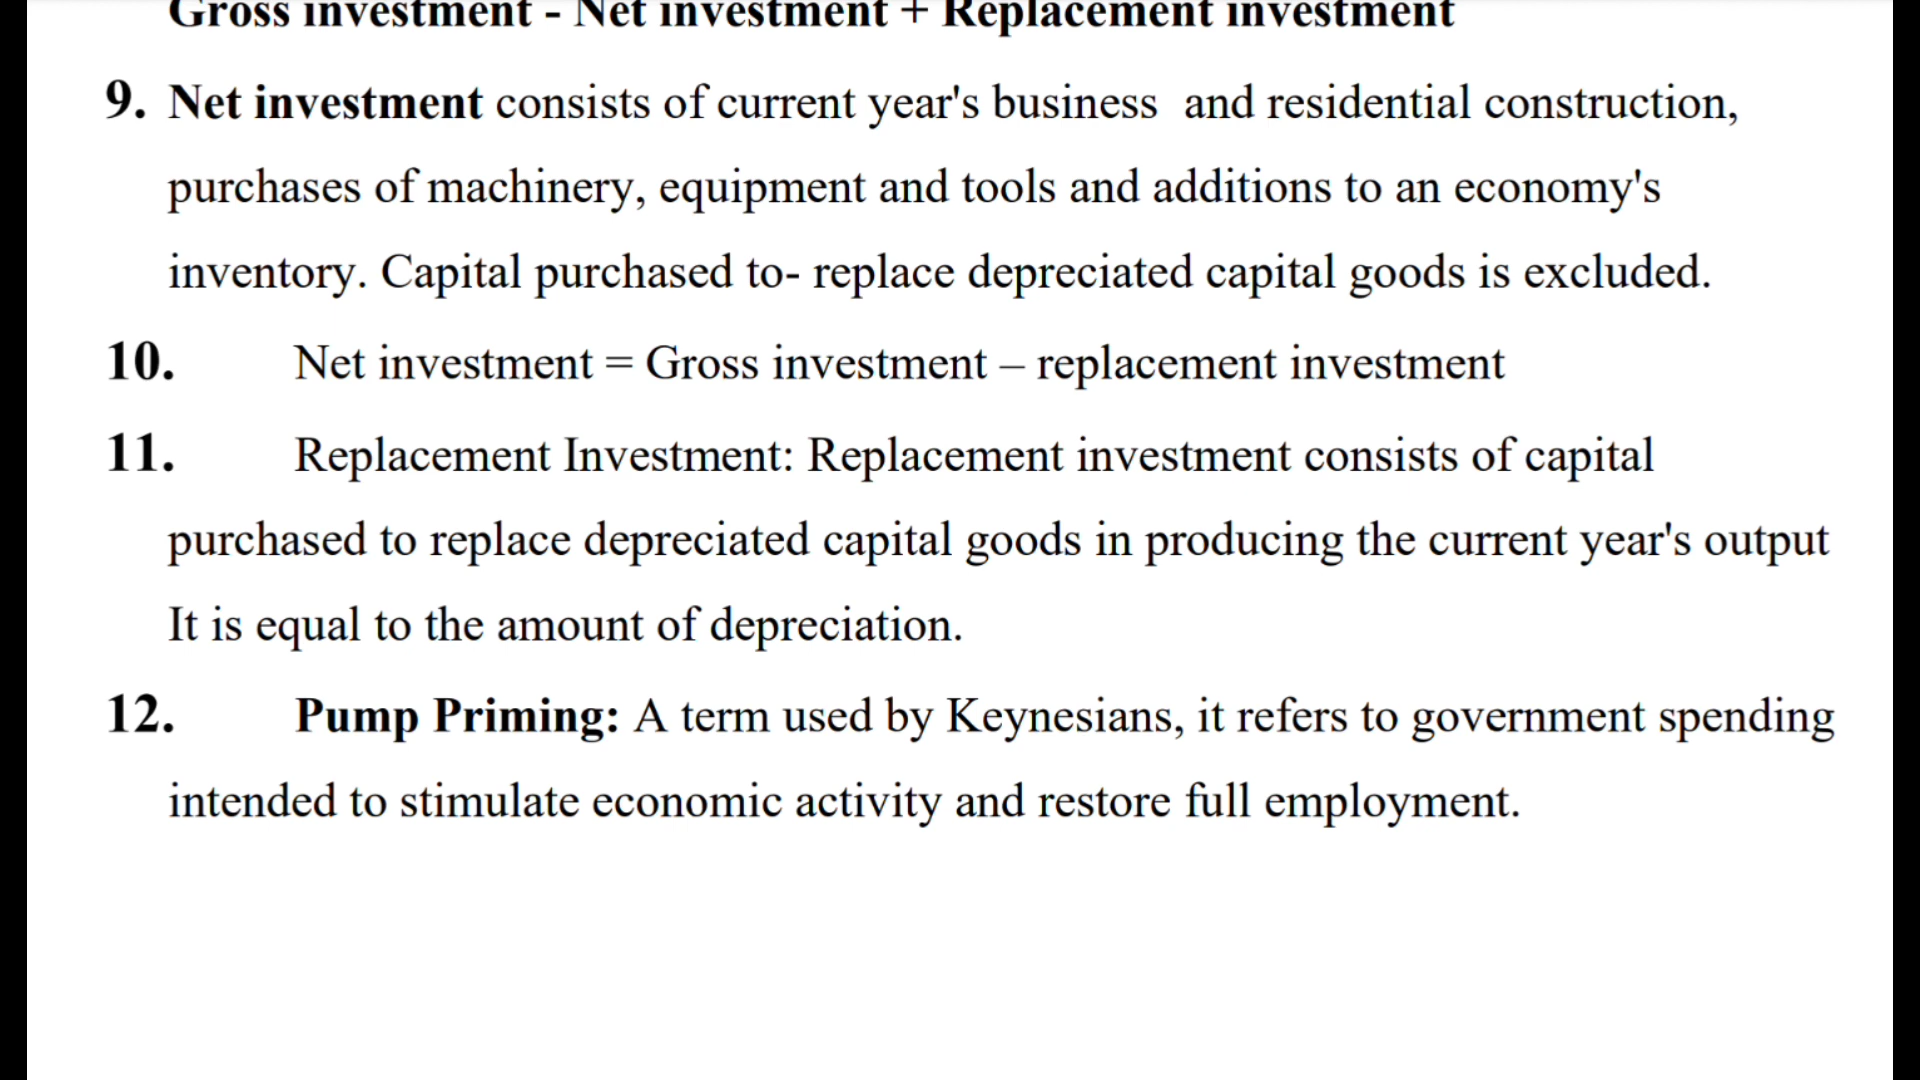 Gross investment - Net investment + Replacement investment
9. Net investment consists of current year's business and residential construction,
purchases of machinery, equipment and tools and additions to an economy's
inventory. Capital purchased to- replace depreciated capital goods is excluded.
10. Net investment = Gross investment – replacement investment
11. Replacement Investment: Replacement investment consists of capital
purchased to replace depreciated capital goods in producing the current year's output
It is equal to the amount of depreciation.
12. Pump Priming: A term used by Keynesians, it refers to government spending
intended to stimulate economic activity and restore full employment.